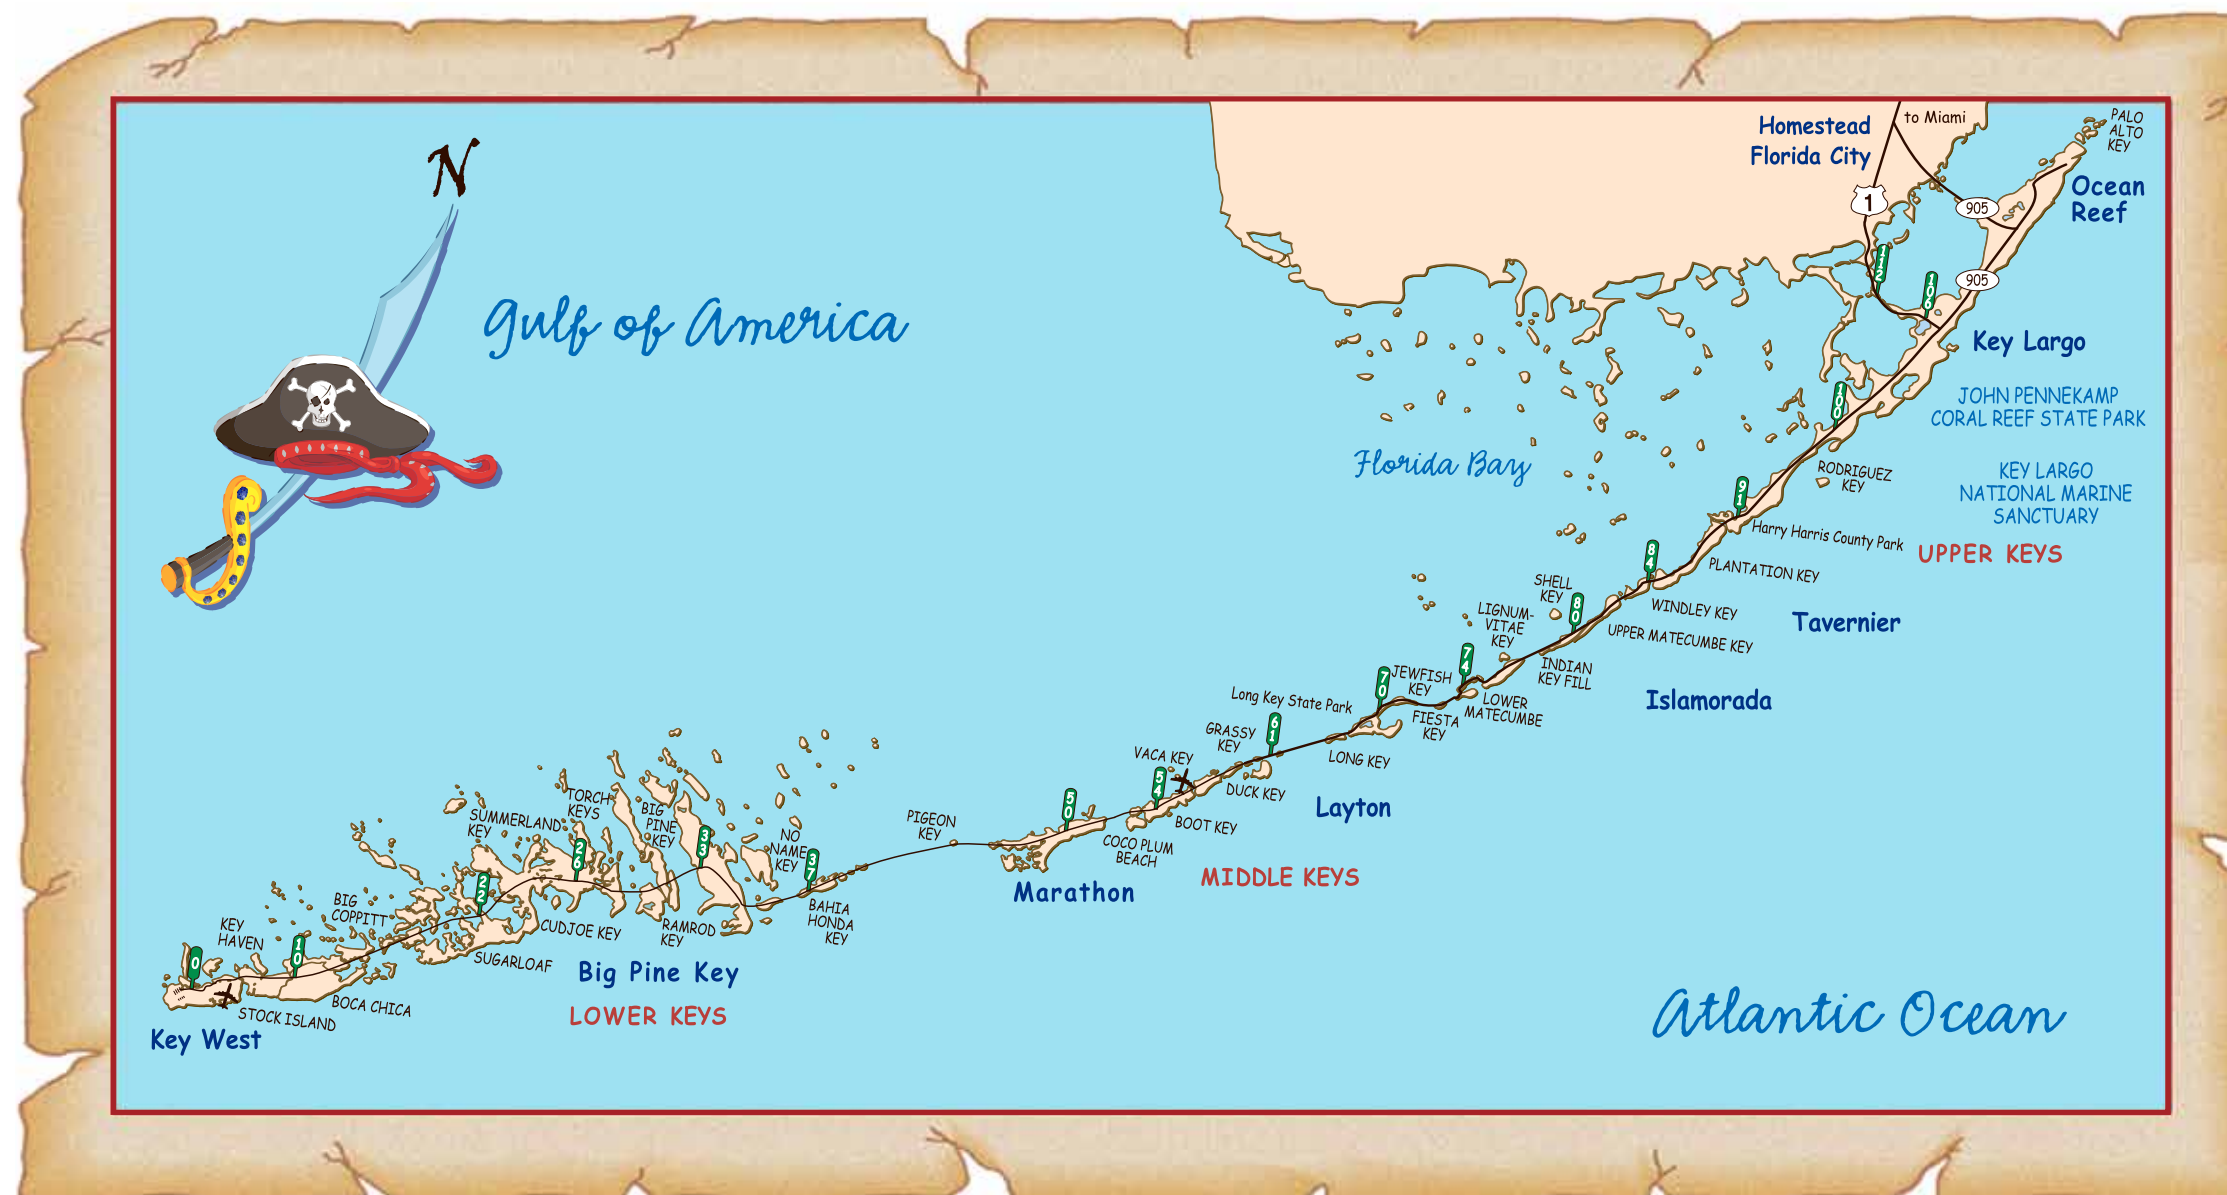 N
Gulf of America
Homestead
Florida City
to Miami
1
905
905
PALO
ALTO
KEY
Ocean
Reef
112
106
Key Largo
JOHN PENNEKAMP
CORAL REEF STATE PARK
100
Florida Bay
RODRIGUEZ
KEY
KEY LARGO
NATIONAL MARINE
SANCTUARY
91
Harry Harris County Park
UPPER KEYS
84
PLANTATION KEY
SHELL
KEY
80
WINDLEY KEY
Tavernier
LIGNUM-
VITAE
KEY
UPPER MATECUMBE KEY
74
INDIAN
KEY FILL
Islamorada
70
JEWFISH
KEY
LOWER
MATECUMBE
Long Key State Park
FIESTA
KEY
61
GRASSY
KEY
LONG KEY
VACA KEY
54
DUCK KEY
Layton
50
BOOT KEY
COCO PLUM
BEACH
MIDDLE KEYS
Marathon
PIGEON
KEY
TORCH
KEYS
BIG
PINE
KEY
SUMMERLAND
KEY
33
NO
NAME
KEY
26
37
22
BAHIA
HONDA
KEY
BIG
COPPITT
CUDJOE KEY
RAMROD
KEY
KEY
HAVEN
10
0
SUGARLOAF
Big Pine Key
BOCA CHICA
LOWER KEYS
STOCK ISLAND
Key West
Atlantic Ocean